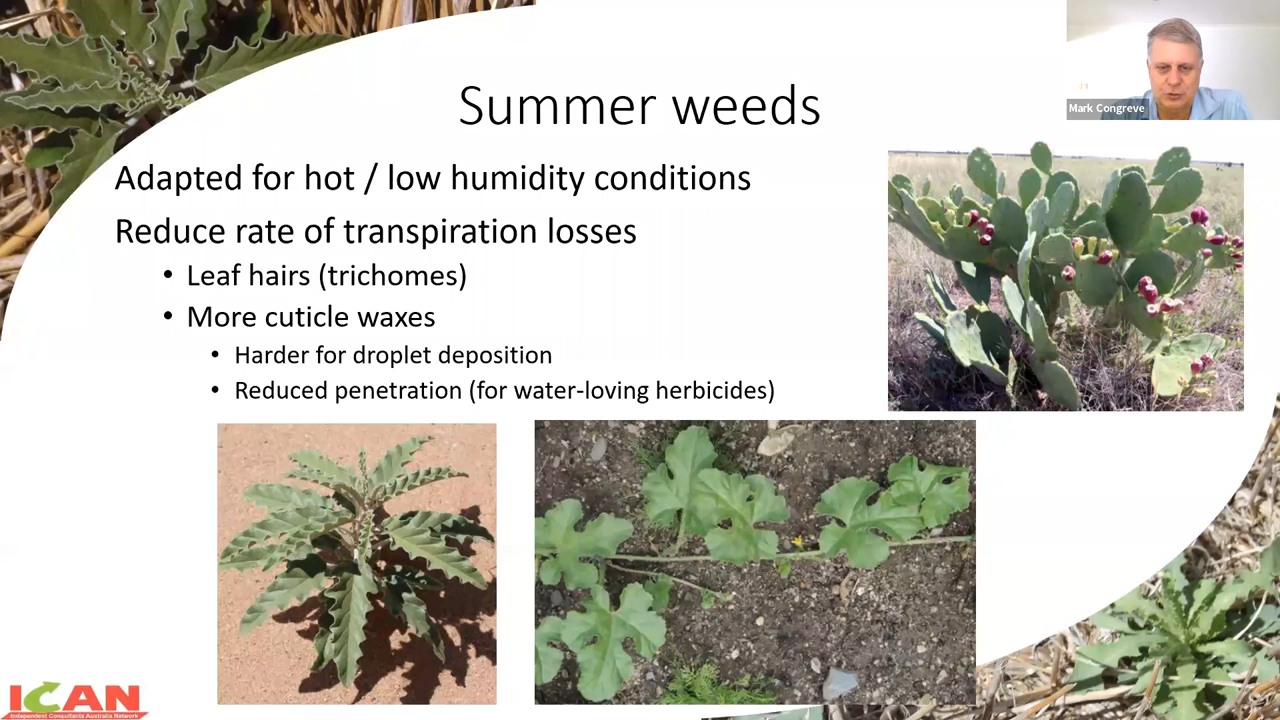 Summer weeds
Mark Congreve
Adapted for hot / low humidity conditions
Reduce rate of transpiration losses
• Leaf hairs (trichomes)
• More cuticle waxes
• Harder for droplet deposition
• Reduced penetration (for water-loving herbicides)
ICAN
Independent Consultants Australia Network